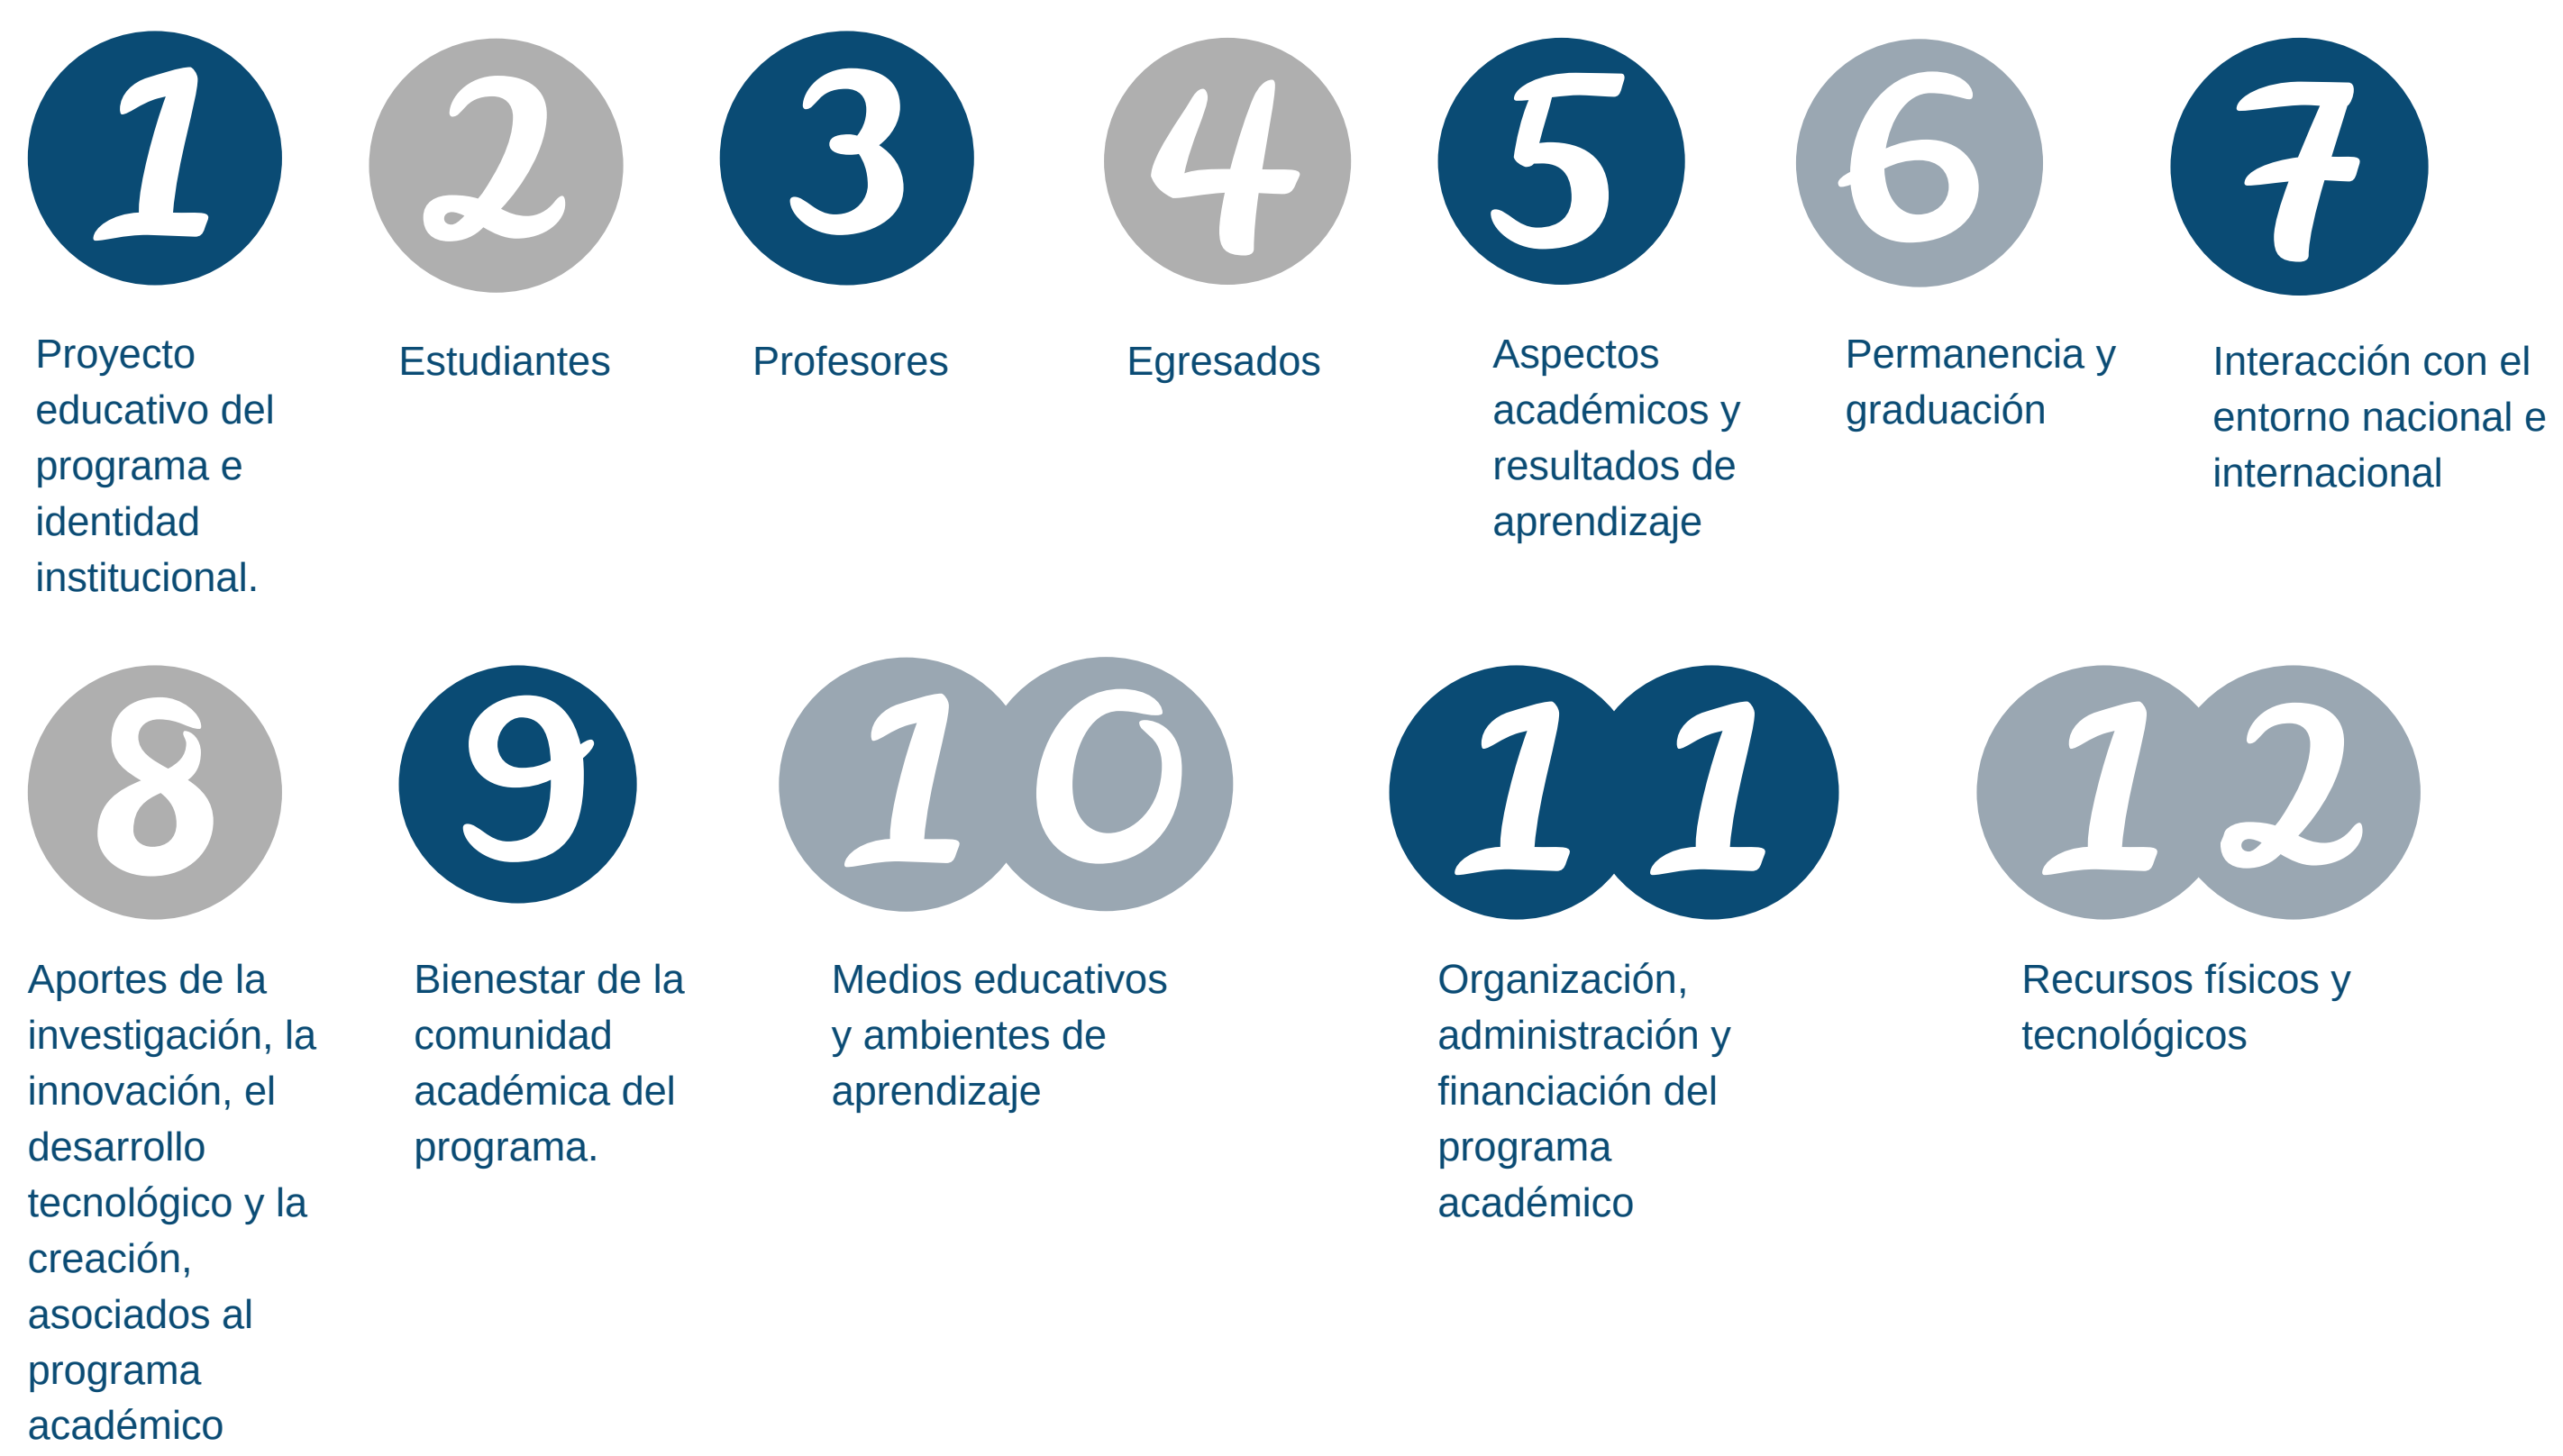 1
Proyecto
educativo del
programa e
identidad
institucional.
2
Estudiantes
3
Profesores
4
Egresados
5
Aspectos
académicos y
resultados de
aprendizaje
6
Permanencia y
graduación
7
Interacción con el
entorno nacional e
internacional
8
Aportes de la
investigación, la
innovación, el
desarrollo
tecnológico y la
creación,
asociados al
programa
académico
9
Bienestar de la
comunidad
académica del
programa.
10
Medios educativos
y ambientes de
aprendizaje
11
Organización,
administración y
financiación del
programa
académico
12
Recursos físicos y
tecnológicos